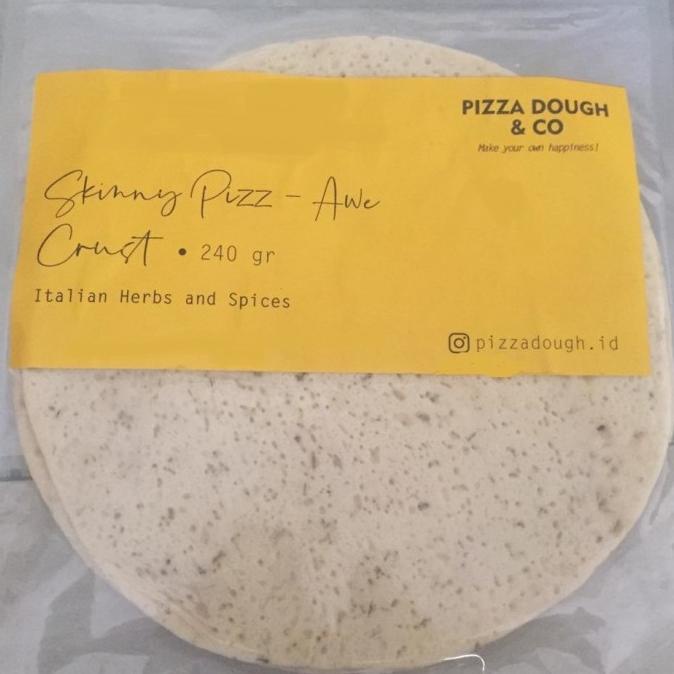 PIZZA DOUGH
& CO
Make your own happiness!
Skinny Pizz - Awe
Crust • 240 gr
Italian Herbs and Spices
pizzadough.id